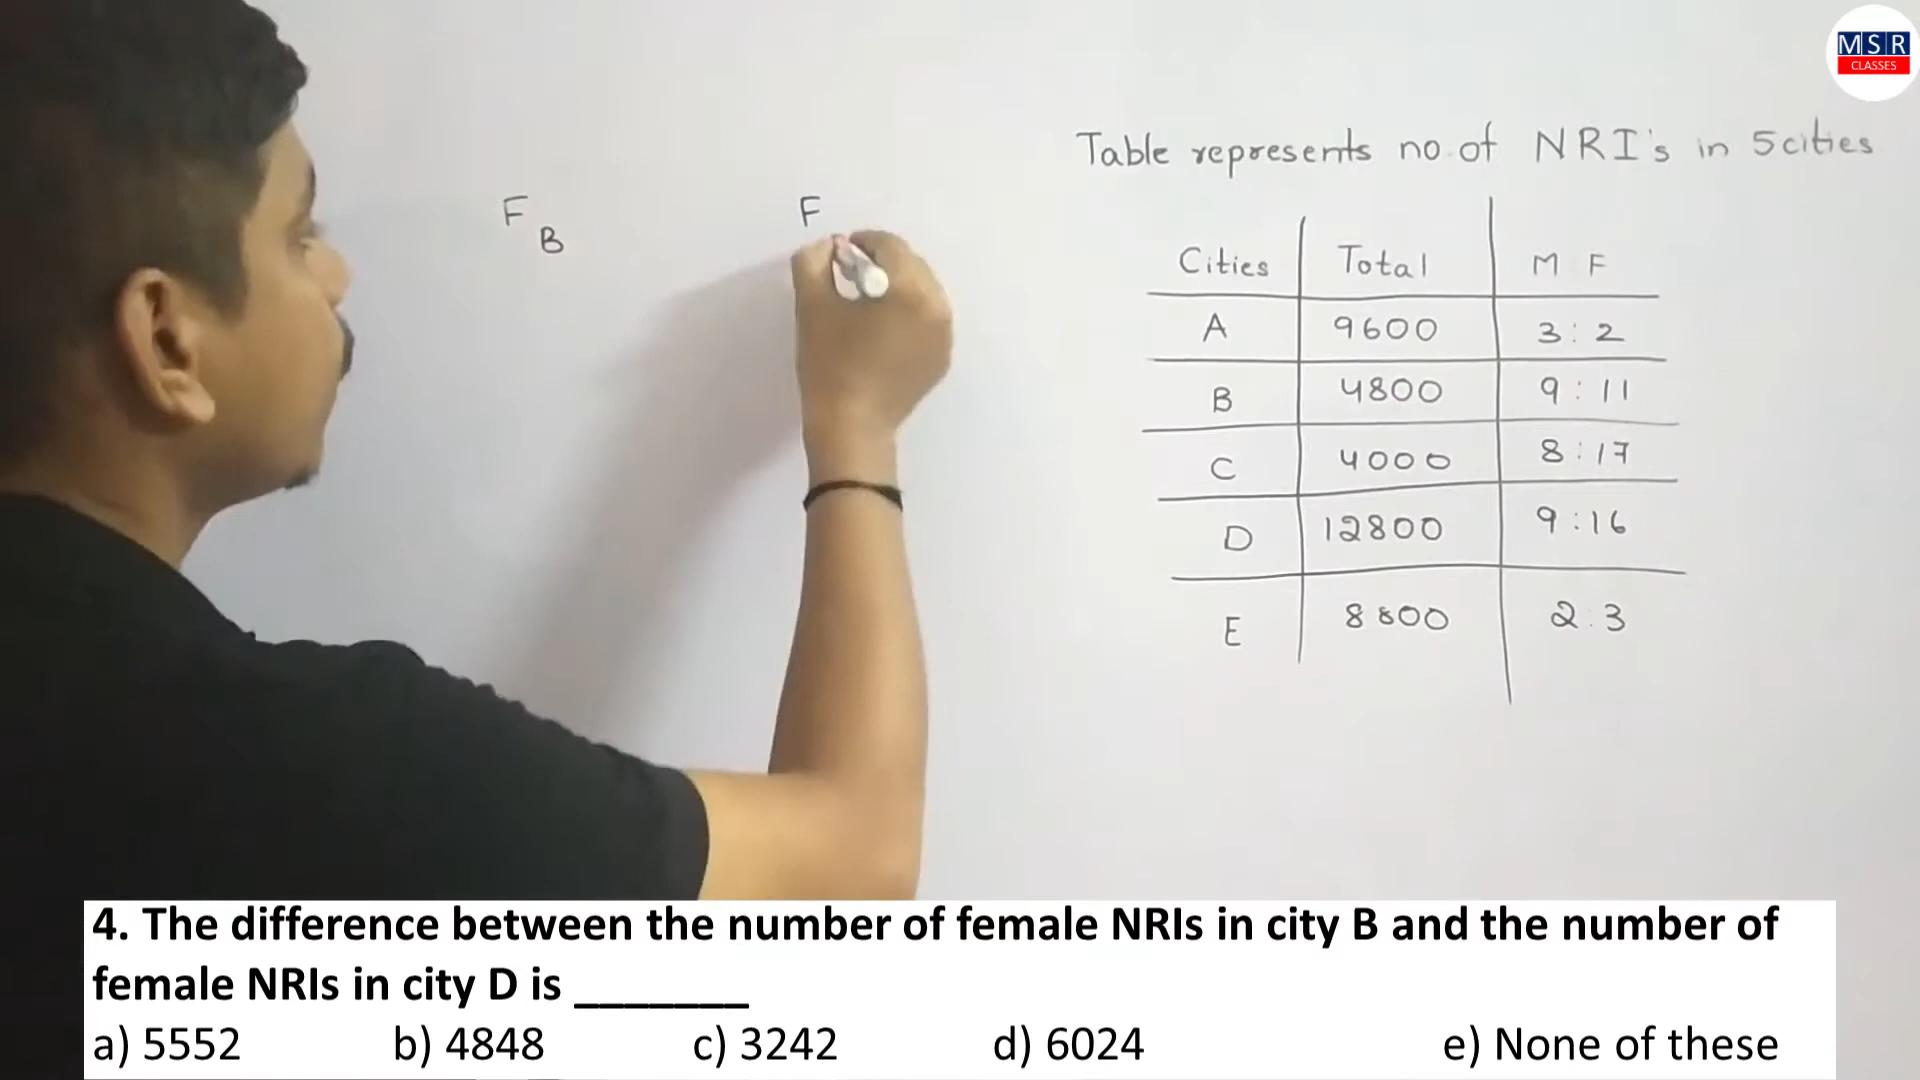 MSR
CLASSES
Table represents no. of NRI's in 5 cities
F B F
Cities Total M F
A 9600 3:2
B 4800 9:11
C 4000 8:17
D 12800 9:16
E 8800 2:3
4. The difference between the number of female NRIs in city B and the number of
female NRIs in city D is _______
a) 5552 b) 4848 c) 3242 d) 6024 e) None of these